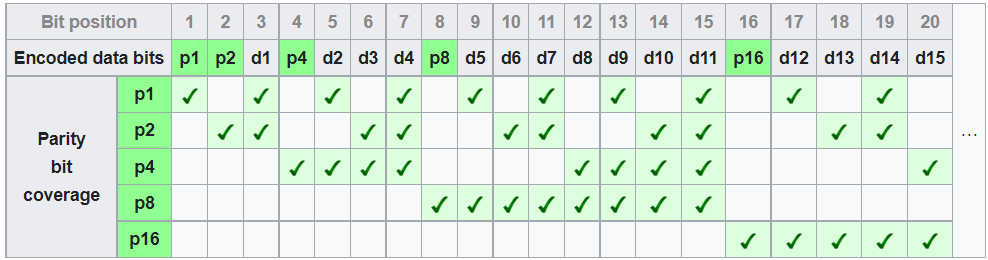 Bit position 1 2 3 4 5 6 7 8 9 10 11 12 13 14 15 16 17 18 19 20
Encoded data bits p1 p2 d1 p4 d2 d3 d4 p8 d5 d6 d7 d8 d9 d10 d11 p16 d12 d13 d14 d15
Parity
bit
coverage
p1 ✓ ✓ ✓ ✓ ✓ ✓ ✓ ✓ ✓ ✓
p2 ✓ ✓ ✓ ✓ ✓ ✓ ✓ ✓ ✓ ✓
p4 ✓ ✓ ✓ ✓ ✓ ✓ ✓ ✓ ✓
p8 ✓ ✓ ✓ ✓ ✓ ✓ ✓ ✓
p16 ✓ ✓ ✓ ✓ ✓
...